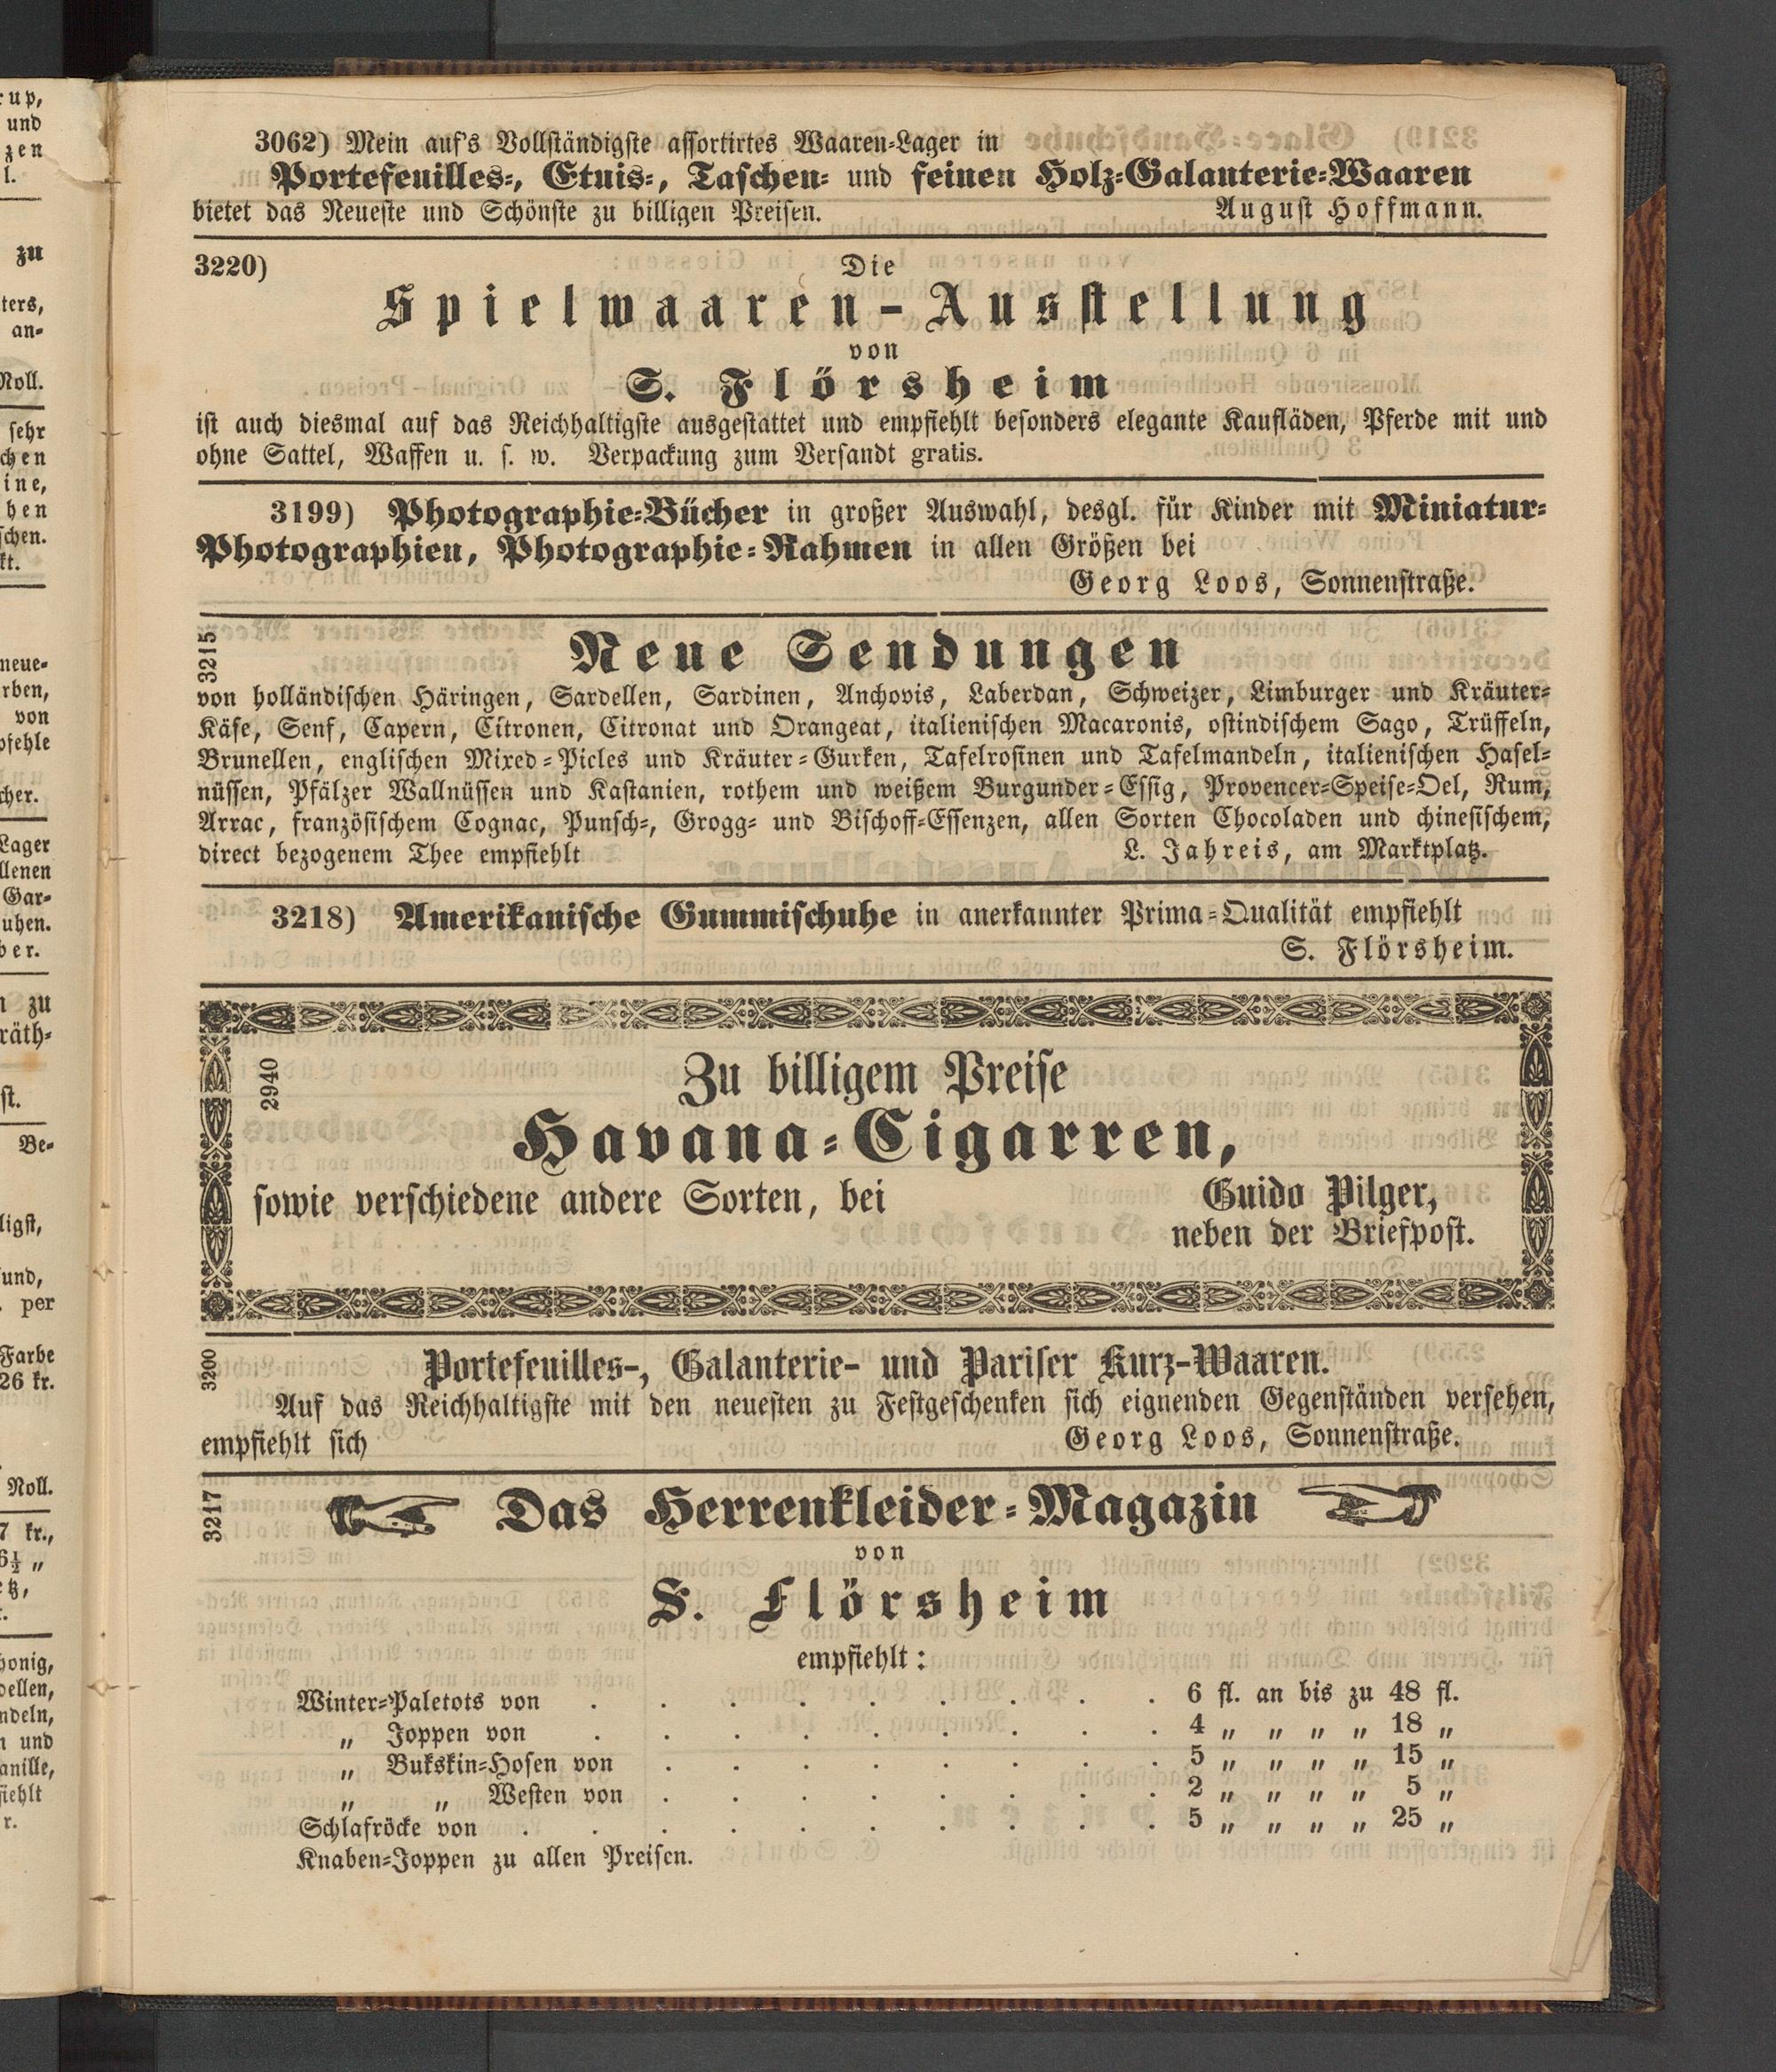 3062) Mein auf's Vollständigste assortirtes Waaren-Lager in
Portefeuilles-, Etuis-, Taschen- und feinen Holz-Galanterie-Waaren
bietet das Neueste und Schönste zu billigen Preisen. August Hoffmann.
3220) Die
Spielwaaren-Ausstellung
von
S. Flörsheim
ist auch diesmal auf das Reichhaltigste ausgestattet und empfiehlt besonders elegante Kaufläden, Pferde mit und
ohne Sattel, Waffen u. s. w. Verpackung zum Versandt gratis.
3199) Photographie-Bücher in großer Auswahl, desgl. für Kinder mit Miniatur-
Photographien, Photographie-Rahmen in allen Größen bei
Georg Loos, Sonnenstraße.
3215 Neue Sendungen
von holländischen Häringen, Sardellen, Sardinen, Anchovis, Laberdan, Schweizer, Limburger und Kräuter-
Käse, Senf, Capern, Citronen, Citronat und Orangeat, italienischen Macaronis, ostindischem Sago, Trüffeln,
Brunellen, englischen Mixed-Picles und Kräuter-Gurken, Tafelrosinen und Tafelmandeln, italienischen Hasel-
nüssen, Pfälzer Wallnüssen und Kastanien, rothem und weißem Burgunder-Essig, Provencer-Speise-Oel, Rum,
Arrac, französischem Cognac, Punsch-, Grogg- und Bischoff-Essenzen, allen Sorten Chocoladen und chinesischem,
direct bezogenem Thee empfiehlt L. Jahreis, am Marktplatz.
3218) Amerikanische Gummischuhe in anerkannter Prima-Qualität empfiehlt
S. Flörsheim.
2940 Zu billigem Preise
Havana-Cigarren,
sowie verschiedene andere Sorten, bei Guido Pilger,
neben der Briefpost.
3200 Portefeuilles-, Galanterie- und Pariser Kurz-Waaren.
Auf das Reichhaltigste mit den neuesten zu Festgeschenken sich eignenden Gegenständen versehen,
empfiehlt sich Georg Loos, Sonnenstraße.
3217 Das Herrenkleider-Magazin
von
S. Flörsheim
empfiehlt:
Winter-Paletots von . . . . . . . . . 6 fl. an bis zu 48 fl.
„ Joppen von . . . . . . . . . 4 „ „ „ „ 18 „
„ Bukskin-Hosen von . . . . . . . . 5 „ „ „ „ 15 „
„ „ Westen von . . . . . . . . 2 „ „ „ „ 5 „
Schlafröcke von . . . . . . . . . . 5 „ „ „ „ 25 „
Knaben-Joppen zu allen Preisen.